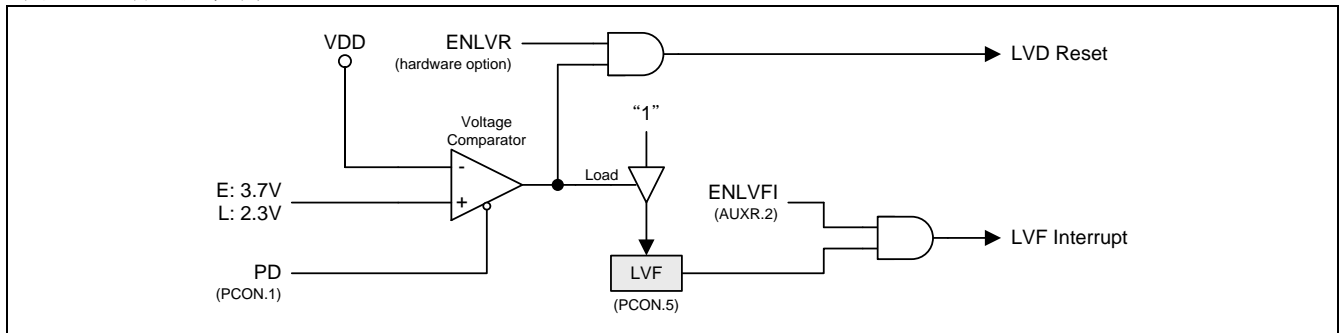 VDD
ENLVR
(hardware option)
LVD Reset
Voltage
Comparator
“1”
-
+
Load
E: 3.7V
L: 2.3V
ENLVFI
(AUXR.2)
LVF Interrupt
PD
(PCON.1)
LVF
(PCON.5)